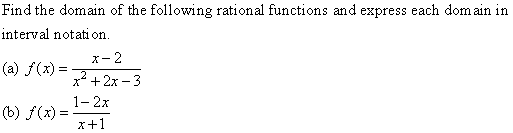 Find the domain of the following rational functions and express each domain in
interval notation.
(a) f(x) = (x − 2)/(x² + 2x − 3)
(b) f(x) = (1 − 2x)/(x + 1)